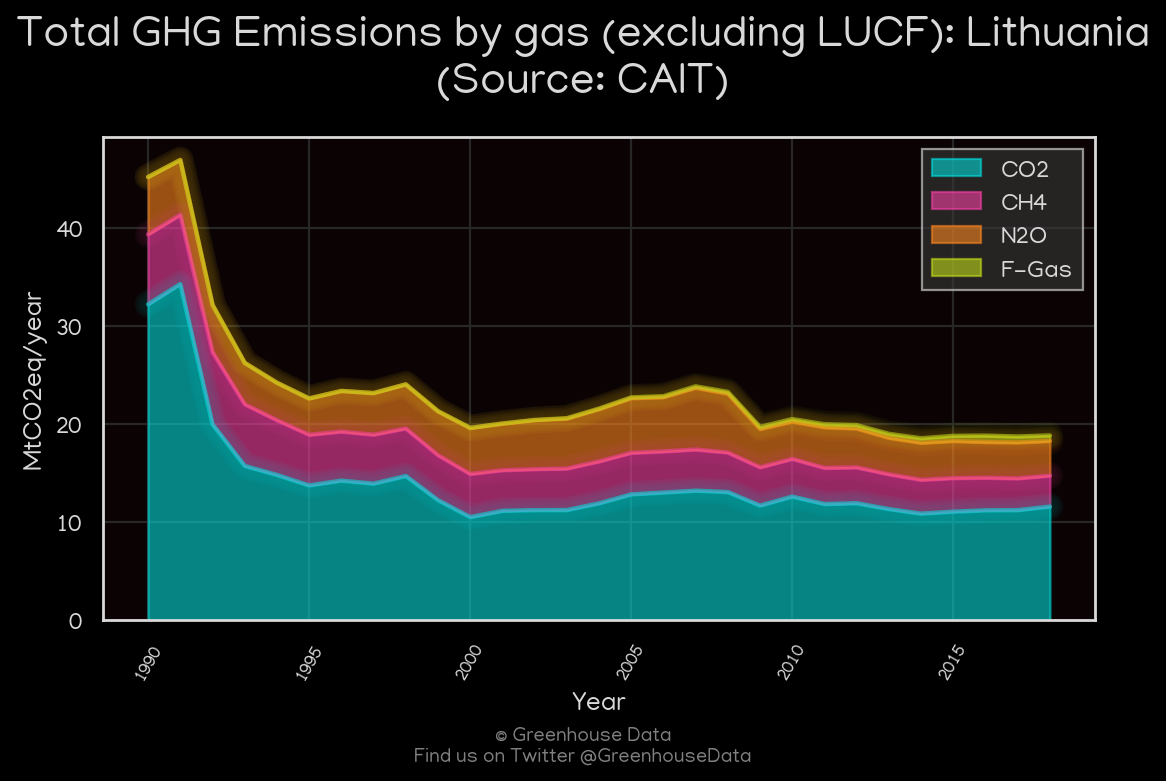 Total GHG Emissions by gas (excluding LUCF): Lithuania
(Source: CAIT)
CO2
CH4
N2O
F-Gas
MtCO2eq/year
40
30
20
10
0
1990
1995
2000
2005
2010
2015
Year
© Greenhouse Data
Find us on Twitter @GreenhouseData